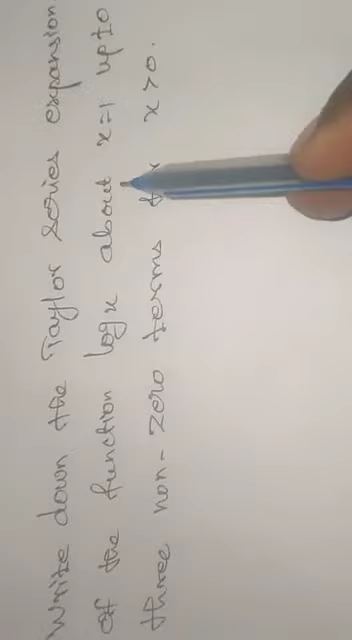 Write down the Taylor series expansion
of the function log x about x=1 upto
three non-zero terms x>0.